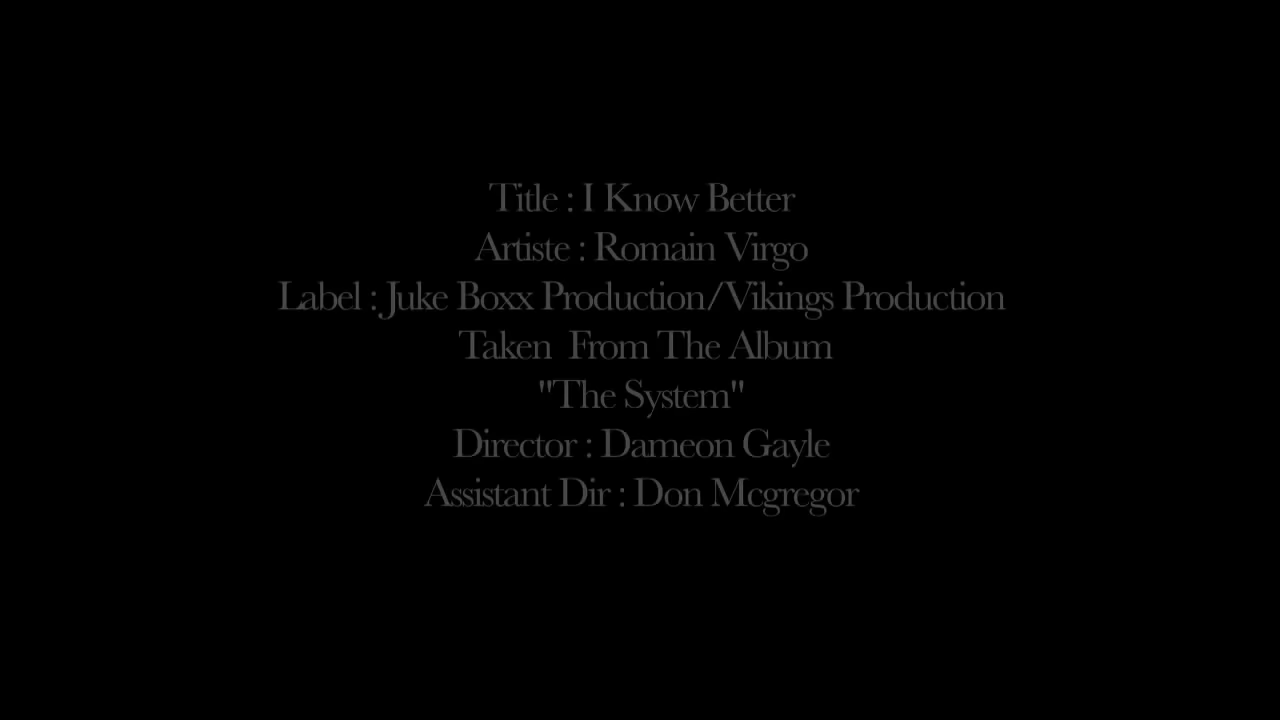 Title : I Know Better
Artiste : Romain Virgo
Label : Juke Boxx Production/Vikings Production
Taken  From The Album
"The System"
Director : Dameon Gayle
Assistant Dir : Don Mcgregor